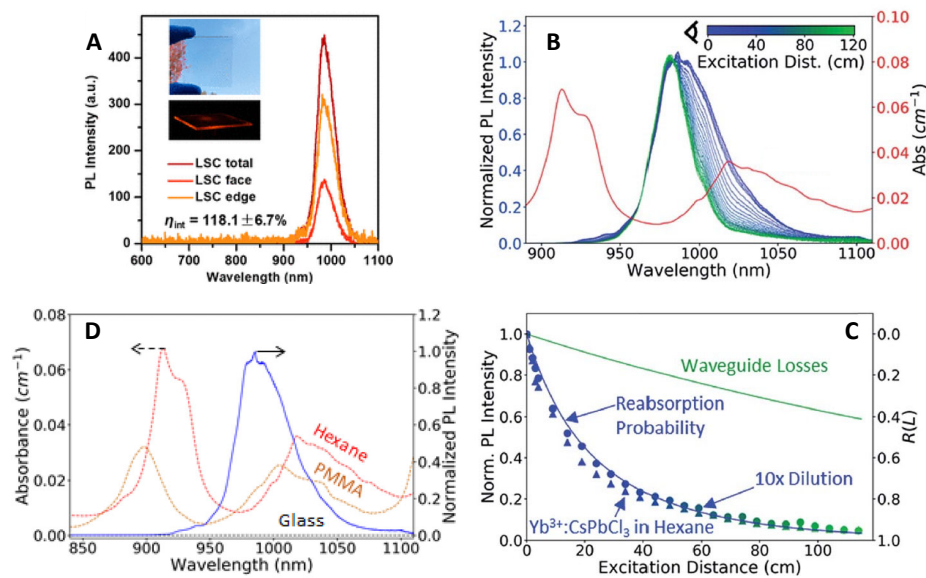 A
PL Intensity (a.u.)
400
300
200
100
0
LSC total
LSC face
LSC edge
ηint = 118.1 ±6.7%
600 700 800 900 1000 1100
Wavelength (nm)
B
Normalized PL Intensity
1.2
1.0
0.8
0.6
0.4
0.2
0.0
0 40 80 120
Excitation Dist. (cm)
0.10
0.08
0.06
0.04
0.02
0.00
Abs (cm⁻¹)
900 950 1000 1050 1100
Wavelength (nm)
D
Absorbance (cm⁻¹)
0.08
0.06
0.04
0.02
0.00
1.2
1.0
0.8
0.6
0.4
0.2
0.0
Normalized PL Intensity
Hexane
PMMA
Glass
850 900 950 1000 1050 1100
Wavelength (nm)
C
Norm. PL Intensity
1.0
0.8
0.6
0.4
0.2
0.0
Waveguide Losses
Reabsorption
Probability
10x Dilution
Yb³⁺:CsPbCl₃ in Hexane
0.0
0.2
0.4
0.6
0.8
1.0
R(L)
0 20 40 60 80 100
Excitation Distance (cm)